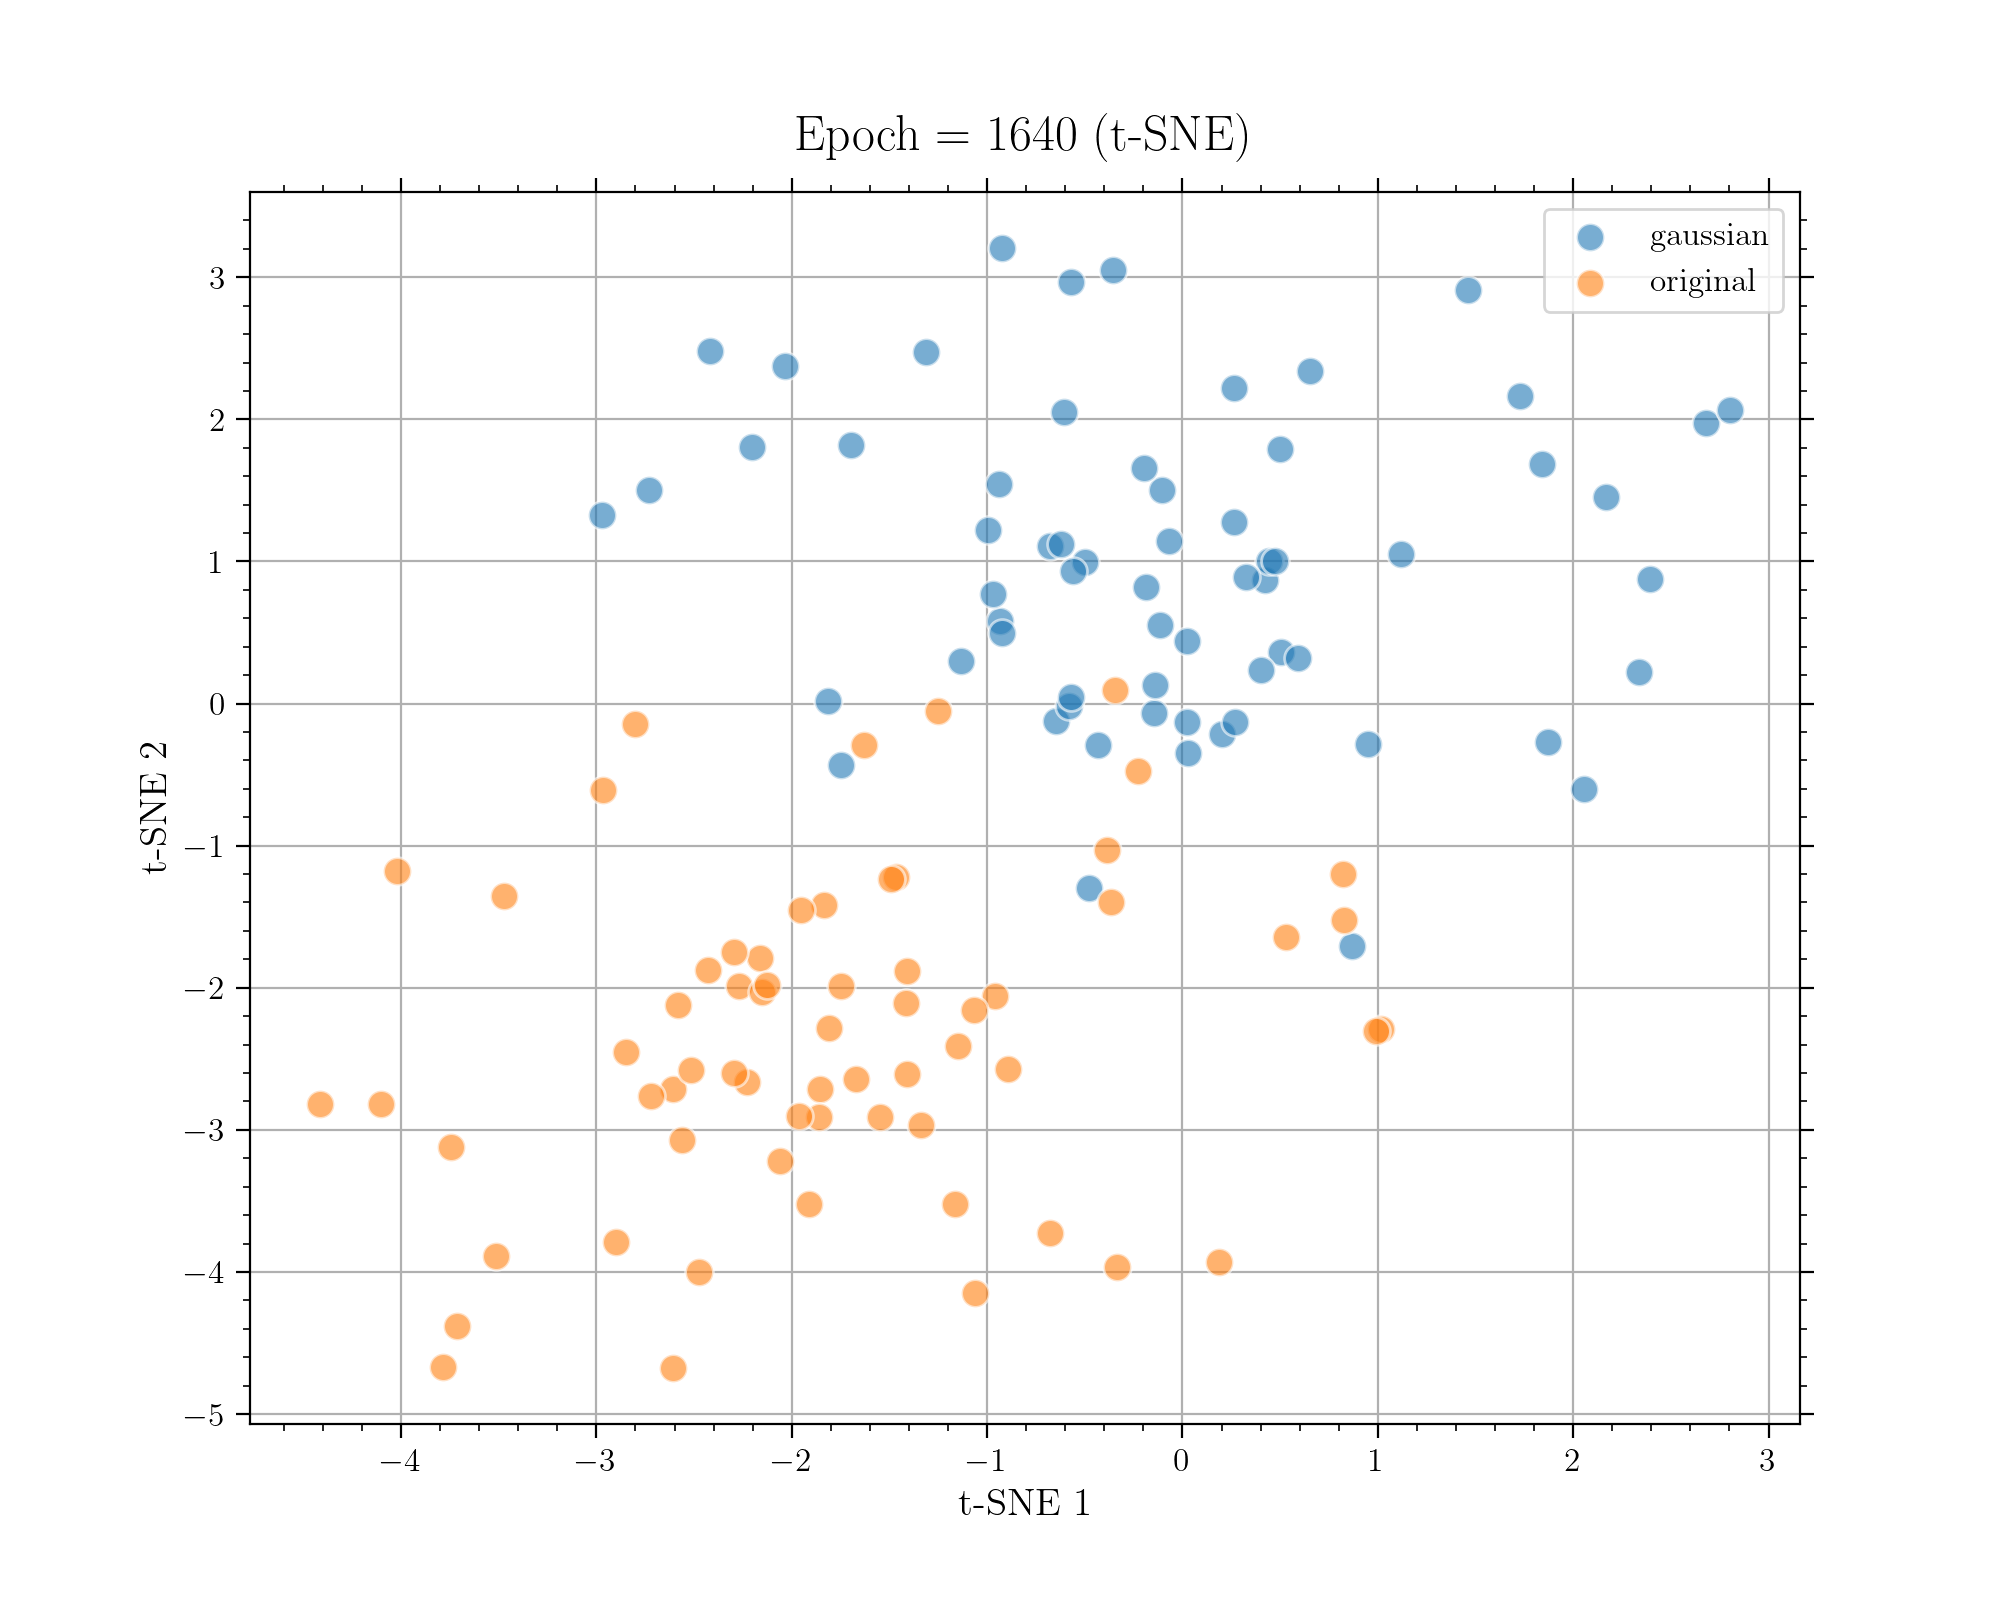 Epoch = 1640 (t-SNE)
gaussian
original
3
2
1
0
−1
−2
−3
−4
−5
t-SNE 2
−4 −3 −2 −1 0 1 2 3
t-SNE 1